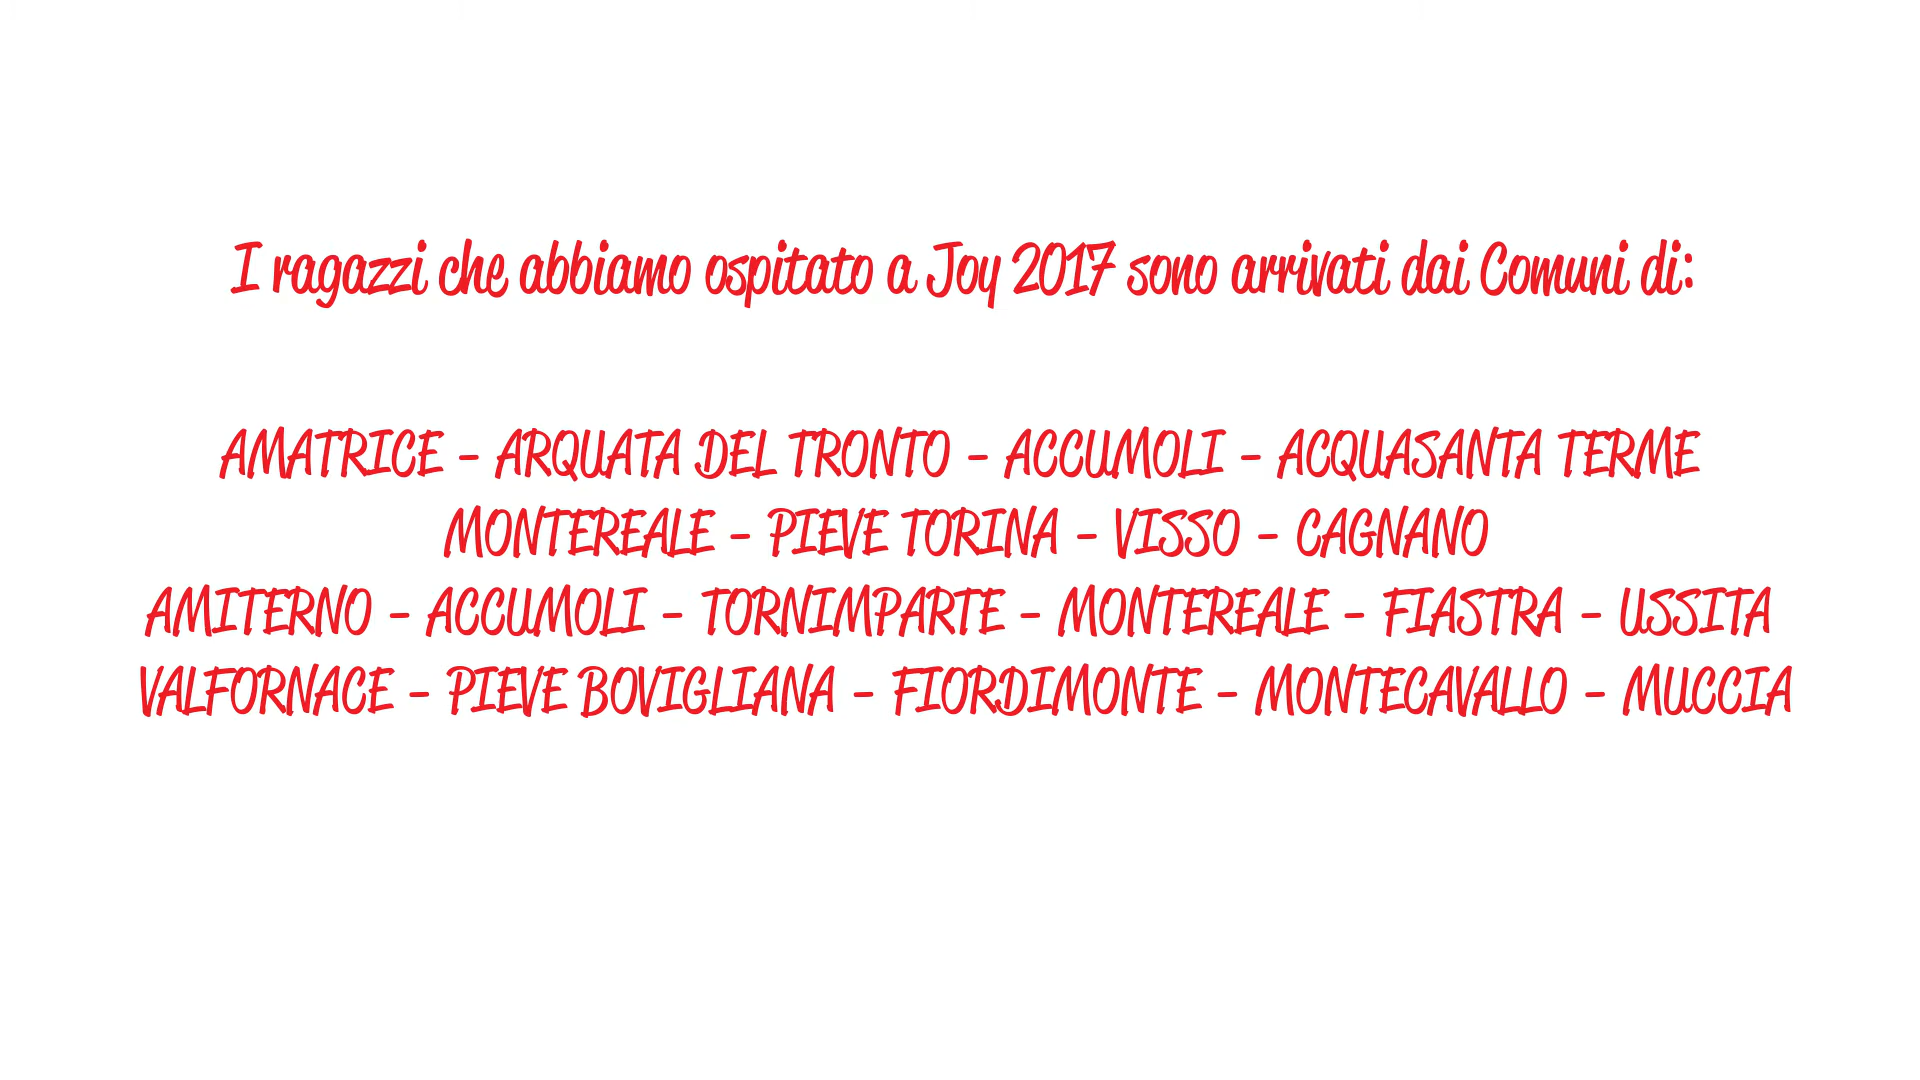 I ragazzi che abbiamo ospitato a Joy 2017 sono arrivati dai Comuni di:
AMATRICE - ARQUATA DEL TRONTO - ACCUMOLI - ACQUASANTA TERME
MONTEREALE - PIEVE TORINA - VISSO - CAGNANO
AMITERNO - ACCUMOLI - TORNIMPARTE - MONTEREALE - FIASTRA - USSITA
VALFORNACE - PIEVE BOVIGLIANA - FIORDIMONTE - MONTECAVALLO - MUCCIA